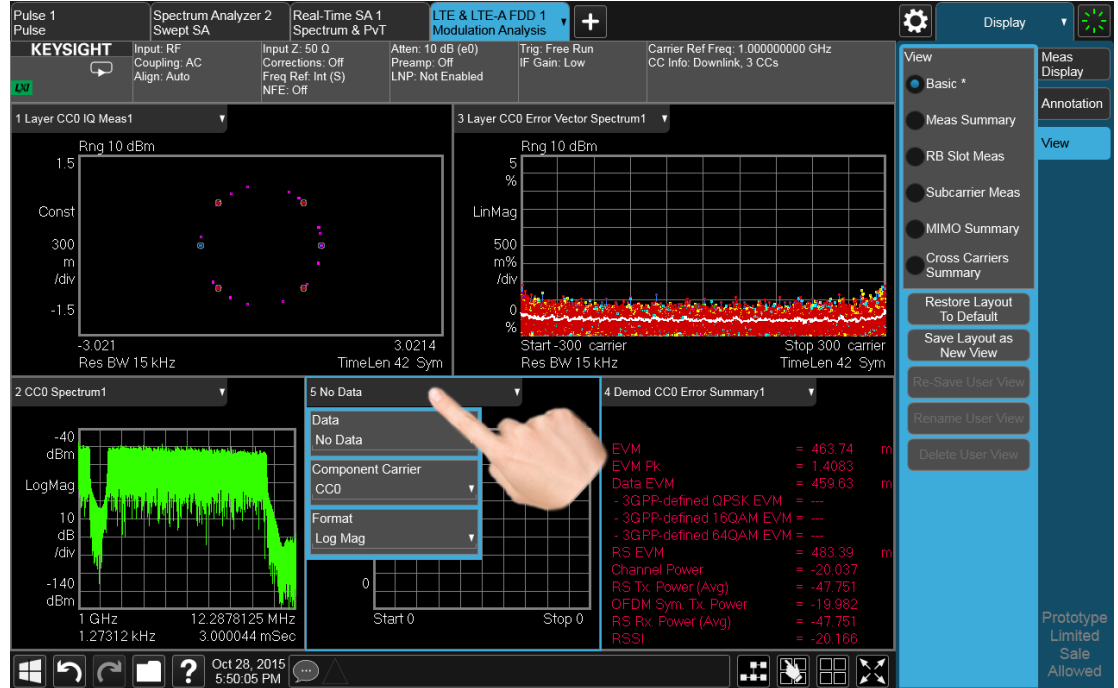 Pulse 1
Pulse
Spectrum Analyzer 2
Swept SA
Real-Time SA 1
Spectrum & PvT
LTE & LTE-A FDD 1
Modulation Analysis
Display
KEYSIGHT
LXI
Input: RF
Coupling: AC
Align: Auto
Input Z: 50 Ω
Corrections: Off
Freq Ref: Int (S)
NFE: Off
Atten: 10 dB (e0)
Preamp: Off
LNP: Not Enabled
Trig: Free Run
IF Gain: Low
Carrier Ref Freq: 1.000000000 GHz
CC Info: Downlink, 3 CCs
1 Layer CC0 IQ Meas1
Rng 10 dBm
1.5
Const
300
m
/div
-1.5
-3.021
3.0214
Res BW 15 kHz
TimeLen 42 Sym
3 Layer CC0 Error Vector Spectrum1
Rng 10 dBm
5
%
LinMag
500
m%
/div
0
%
Start -300 carrier
Stop 300 carrier
Res BW 15 kHz
TimeLen 42 Sym
2 CC0 Spectrum1
-40
dBm
LogMag
10
dB
/div
-140
dBm
1 GHz
12.2878125 MHz
1.27312 kHz
3.000044 mSec
5 No Data
Data
No Data
Component Carrier
CC0
Format
Log Mag
0
Start 0
Stop 0
4 Demod CC0 Error Summary1
EVM = 463.74 m
EVM Pk = 1.4083
Data EVM = 459.63 m
- 3GPP-defined QPSK EVM = ---
- 3GPP-defined 16QAM EVM = ---
- 3GPP-defined 64QAM EVM = ---
RS EVM = 483.39 m
Channel Power = -20.037
RS Tx. Power (Avg) = -47.751
OFDM Sym. Tx. Power = -19.982
RS Rx. Power (Avg) = -47.751
RSSI = -20.166
View
Basic *
Meas Summary
RB Slot Meas
Subcarrier Meas
MIMO Summary
Cross Carriers
Summary
Restore Layout
To Default
Save Layout as
New View
Re-Save User View
Rename User View
Delete User View
Meas
Display
Annotation
View
Prototype
Limited
Sale
Allowed
?
Oct 28, 2015
5:50:05 PM